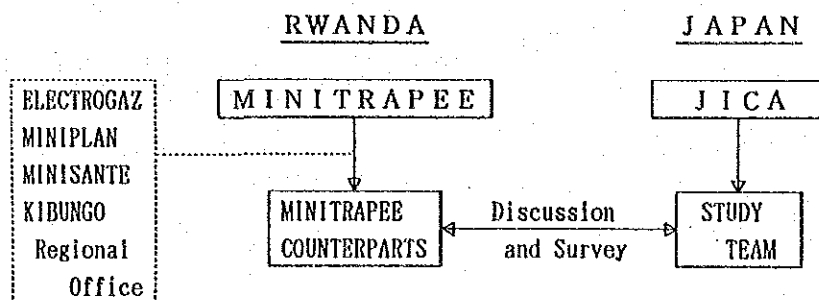 RWANDA
JAPAN
ELECTROGAZ
MINIPLAN
MINISANTE
KIBUNGO
Regional
Office
MINITRAPEE
JICA
MINITRAPEE
COUNTERPARTS
Discussion
and Survey
STUDY
TEAM